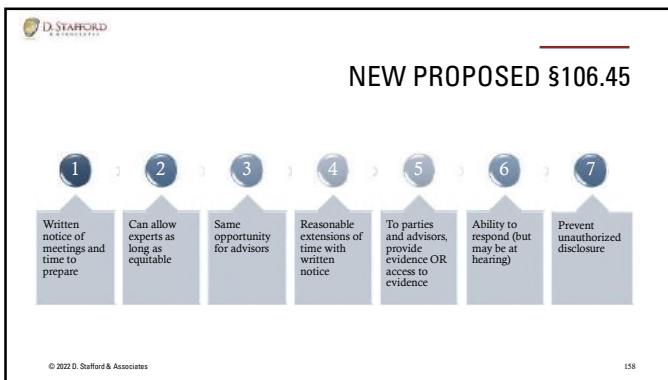 D. STAFFORD
& ASSOCIATES
NEW PROPOSED §106.45
1
2
3
4
5
6
7
Written
notice of
meetings and
time to
prepare
Can allow
experts as
long as
equitable
Same
opportunity
for advisors
Reasonable
extensions of
time with
written
notice
To parties
and advisors,
provide
evidence OR
access to
evidence
Ability to
respond (but
may be at
hearing)
Prevent
unauthorized
disclosure
© 2022 D. Stafford & Associates
158